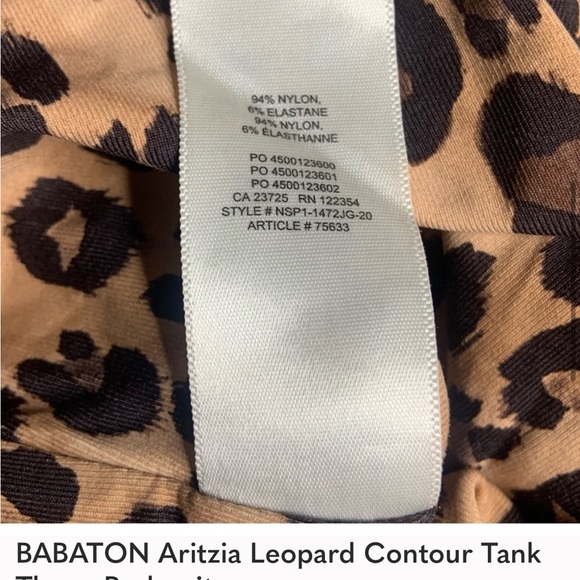 94% NYLON,
6% ELASTANE
94% NYLON,
6% ÉLASTHANNE
PO 4500123600
PO 4500123601
PO 4500123602
CA 23725 RN 122354
STYLE # NSP1-1472JG-20
ARTICLE # 75633
BABATON Aritzia Leopard Contour Tank